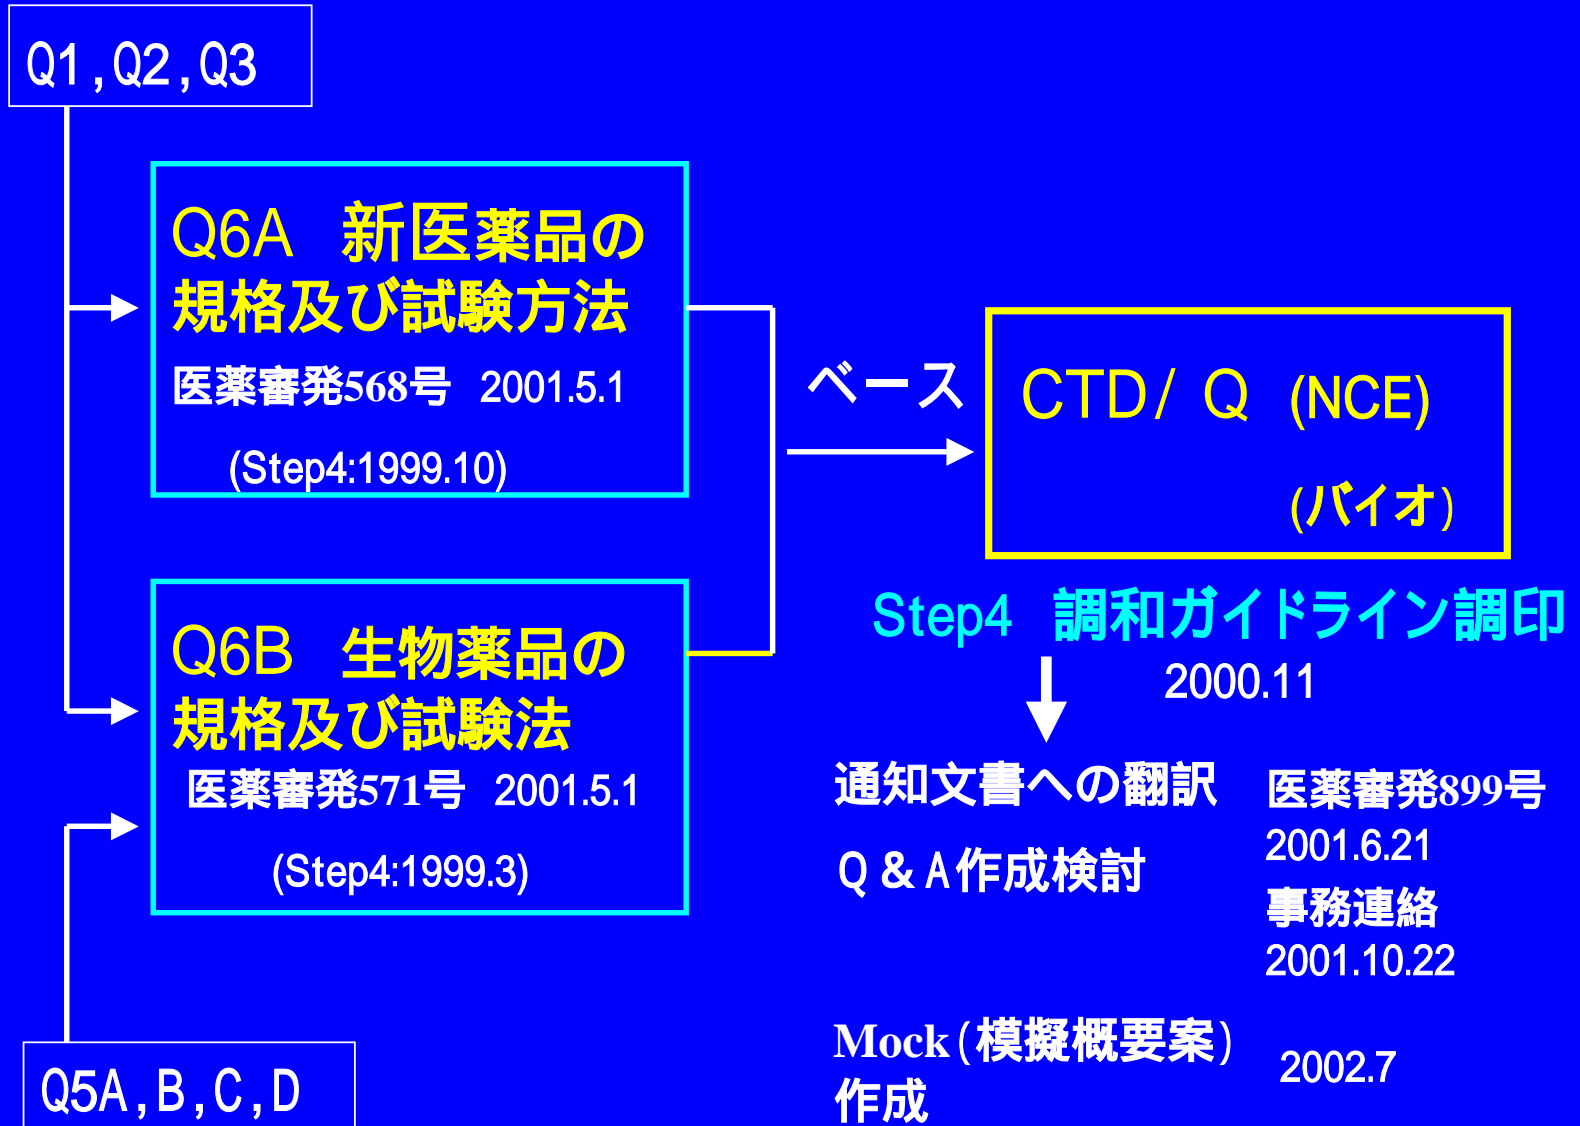 Q1,Q2,Q3
Q6A 新医薬品の
規格及び試験方法
医薬審発568号 2001.5.1
(Step4:1999.10)
Q6B 生物薬品の
規格及び試験法
医薬審発571号 2001.5.1
(Step4:1999.3)
Q5A,B,C,D
ベース
CTD/ Q (NCE)
(バイオ)
Step4 調和ガイドライン調印
2000.11
通知文書への翻訳
医薬審発899号
2001.6.21
Q&A作成検討
事務連絡
2001.10.22
Mock(模擬概要案)
作成
2002.7